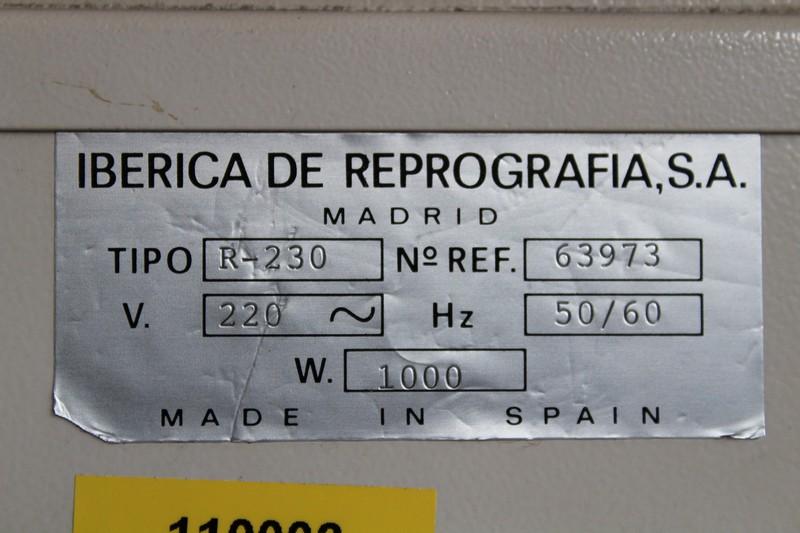 IBERICA DE REPROGRAFIA, S.A.
MADRID
TIPO R-230 Nº REF. 63973
V. 220 ~ Hz 50/60
W. 1000
MADE IN SPAIN